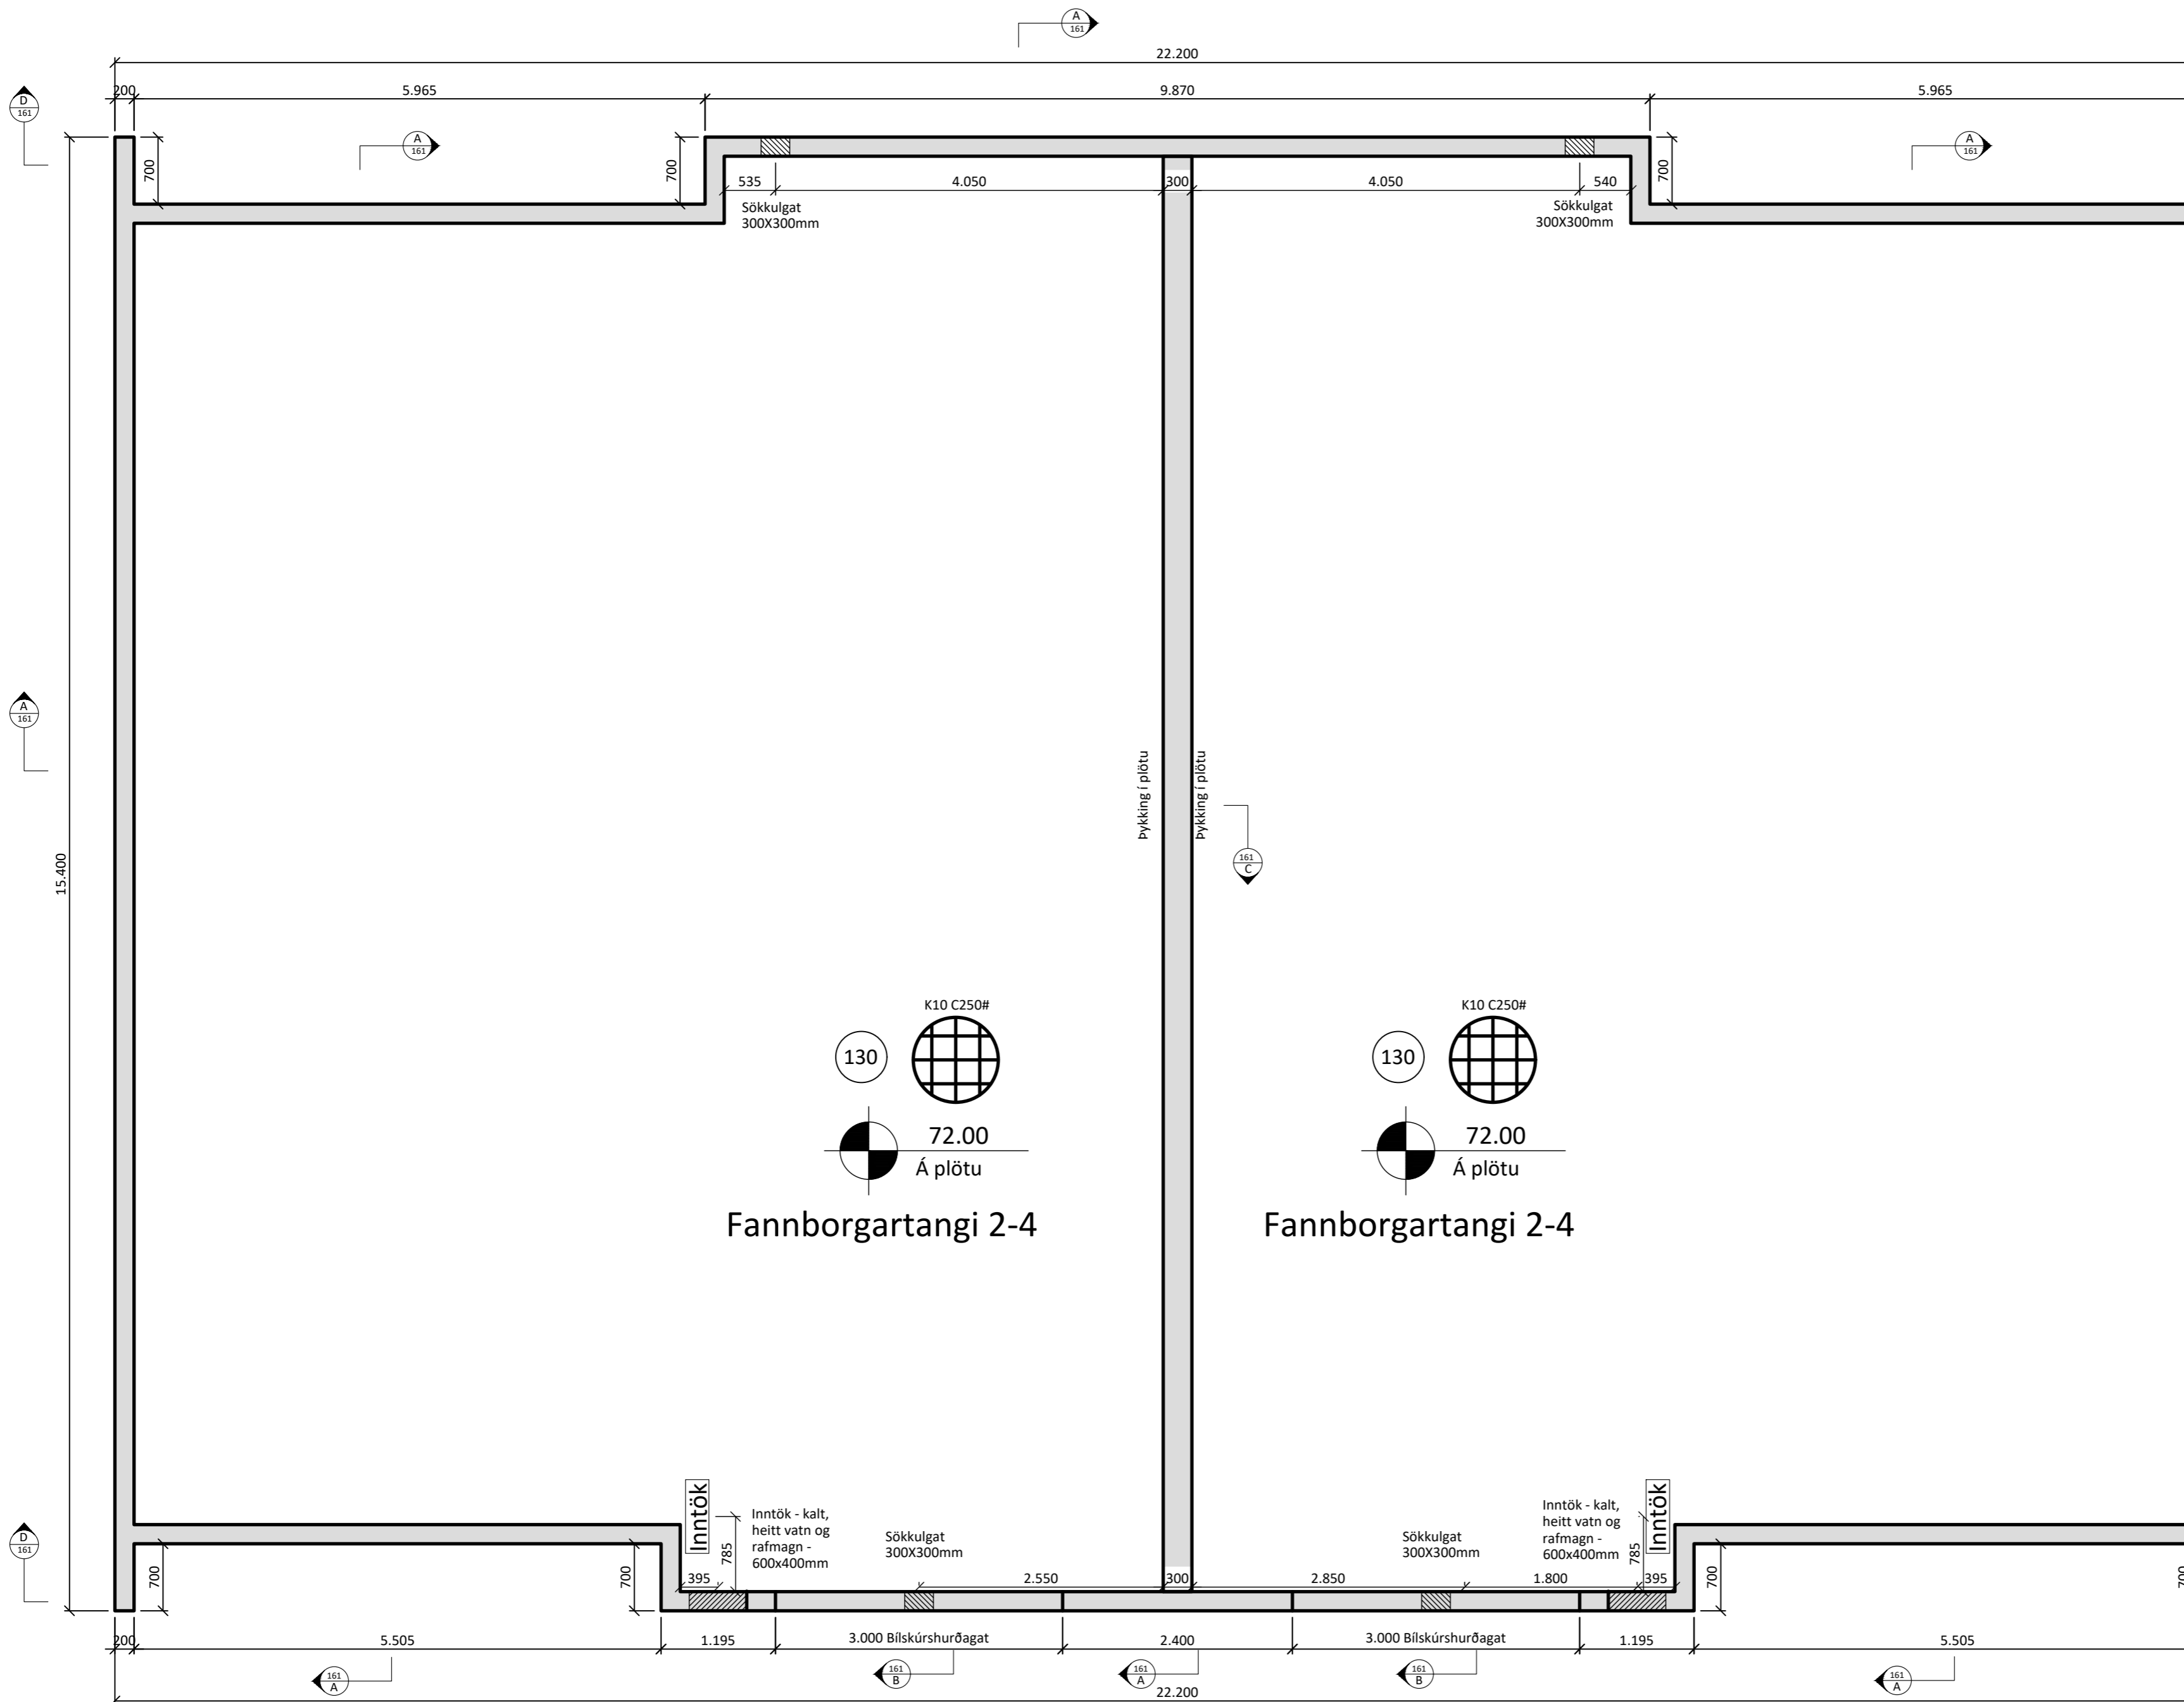 A
161
22.200
D
161
200
5.965
9.870
5.965
A
161
A
161
700
700
700
535
4.050
300
4.050
540
Sökkulgat
300X300mm
Sökkulgat
300X300mm
A
161
Þykking í plötu
Þykking í plötu
15.400
161
C
K10 C250#
130
K10 C250#
130
72.00
Á plötu
72.00
Á plötu
Fannborgartangi 2-4
Fannborgartangi 2-4
Inntök
Inntök - kalt,
heitt vatn og
rafmagn -
600x400mm
785
Sökkulgat
300X300mm
Sökkulgat
300X300mm
Inntök - kalt,
heitt vatn og
rafmagn -
600x400mm
785
Inntök
D
161
700
700
395
2.550
300
2.850
1.800
395
700
700
200
5.505
1.195
3.000 Bílskúrshurðagat
2.400
3.000 Bílskúrshurðagat
1.195
5.505
161
A
161
B
161
A
161
B
161
A
22.200